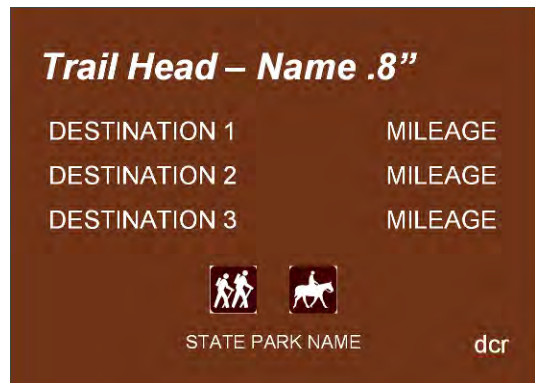 Trail Head – Name .8”
DESTINATION 1 MILEAGE
DESTINATION 2 MILEAGE
DESTINATION 3 MILEAGE
STATE PARK NAME
dcr